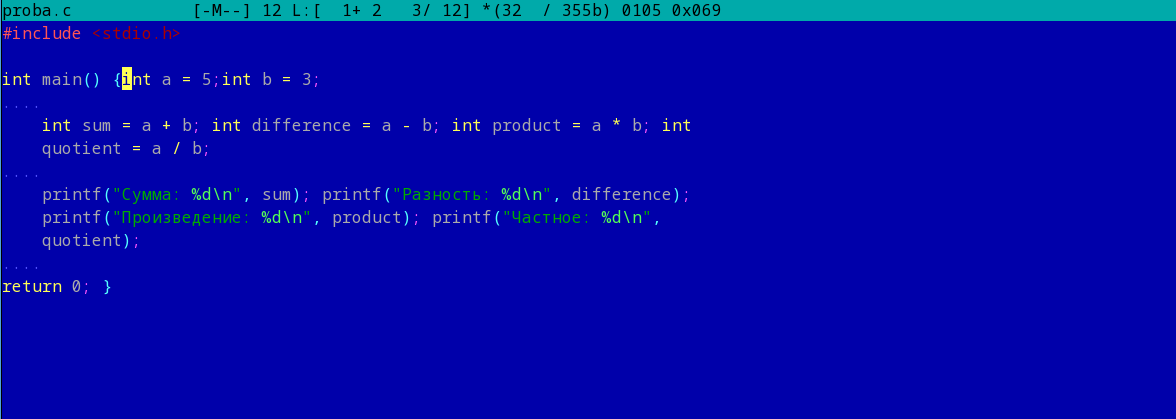 proba.c            [-M--] 12 L:[  1+ 2   3/ 12] *(32  / 355b) 0105 0x069
#include <stdio.h>
int main() {int a = 5;int b = 3;
....
    int sum = a + b; int difference = a - b; int product = a * b; int
    quotient = a / b;
....
    printf("Сумма: %d\n", sum); printf("Разность: %d\n", difference);
    printf("Произведение: %d\n", product); printf("Частное: %d\n",
    quotient);
....
return 0; }